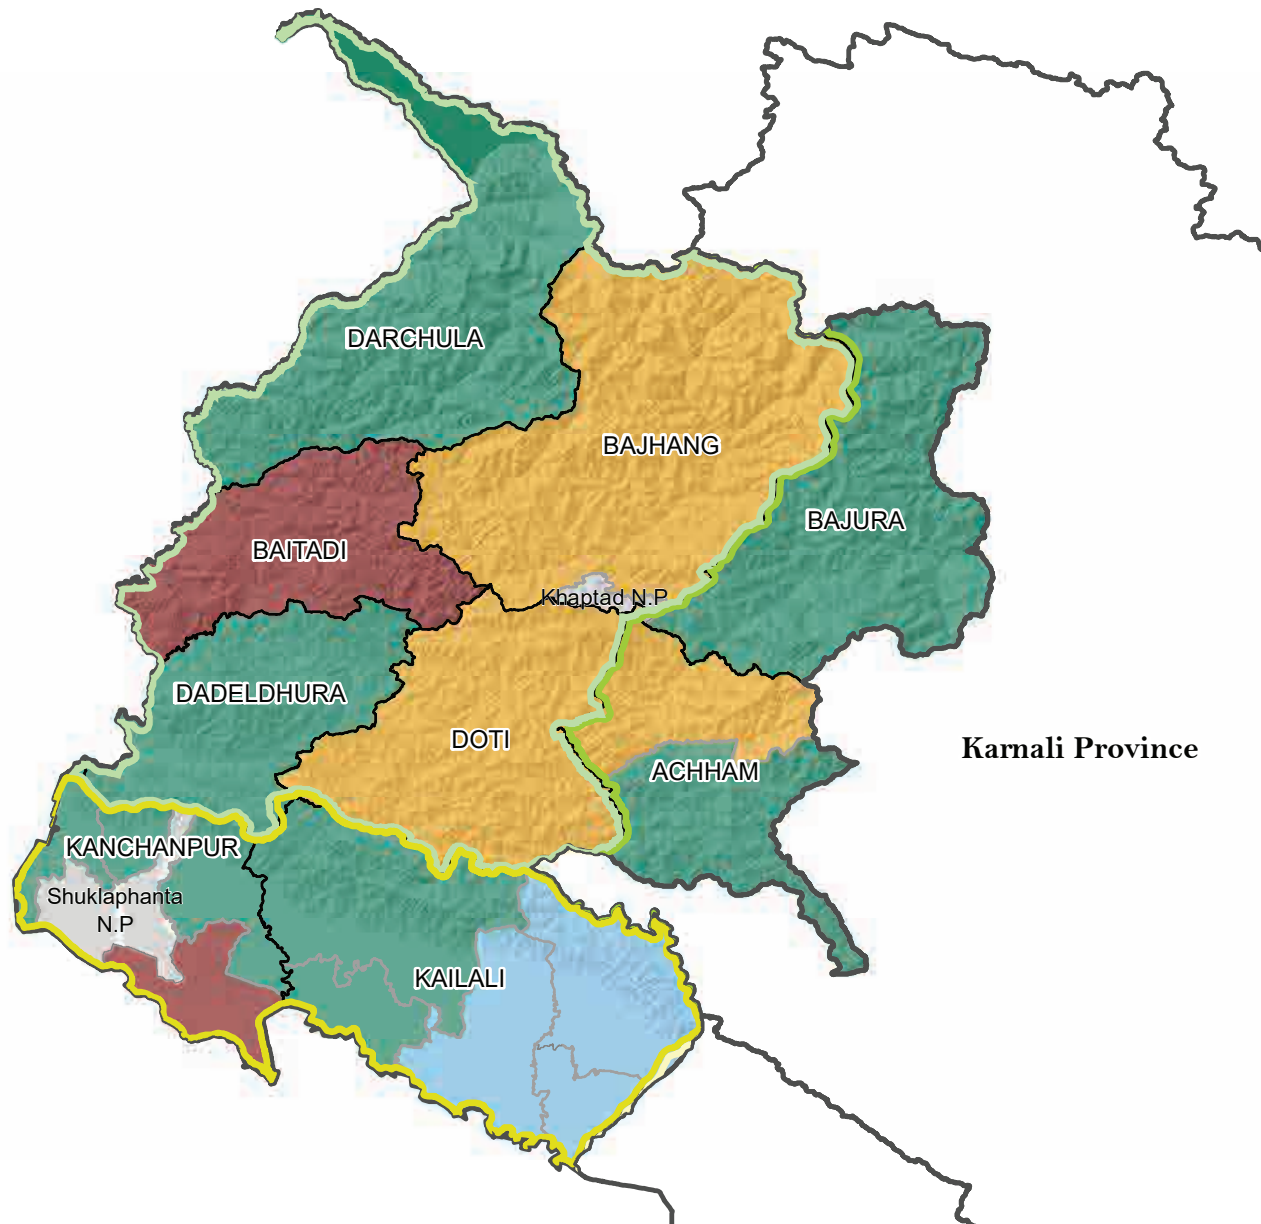 DARCHULA
BAJHANG
BAJURA
BAITADI
Khaptad N.P
DADELDHURA
DOTI
Karnali Province
ACHHAM
KANCHANPUR
Shuklaphanta
N.P
KAILALI